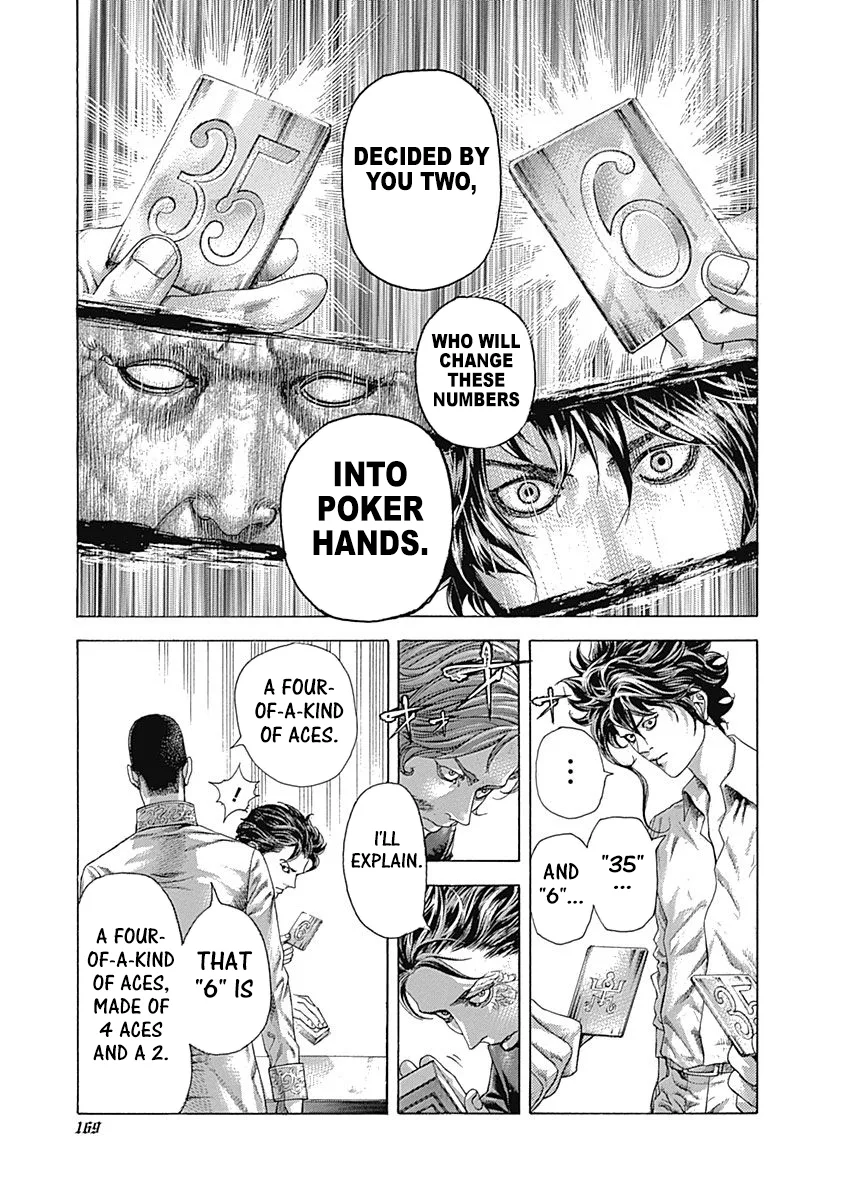 35
6
DECIDED BY
YOU TWO,
WHO WILL
CHANGE
THESE
NUMBERS
INTO
POKER
HANDS.
...
"35"
...
AND
"6"...
35
I'LL
EXPLAIN.
A FOUR-
OF-A-KIND
OF ACES.
!
6
THAT
"6" IS
A FOUR-
OF-A-KIND
OF ACES,
MADE OF
4 ACES
AND A 2.
169